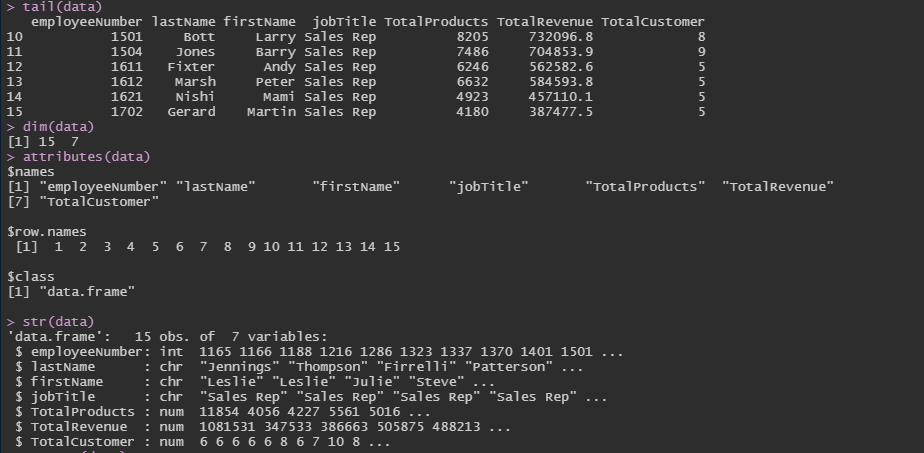 > tail(data)
employeeNumber lastName firstName jobTitle TotalProducts TotalRevenue TotalCustomer
10 1501 Bott Larry Sales Rep 8205 732096.8 8
11 1504 Jones Barry Sales Rep 7486 704853.9 9
12 1611 Fixter Andy Sales Rep 6246 562582.6 5
13 1612 Marsh Peter Sales Rep 6632 584593.8 5
14 1621 Nishi Mami Sales Rep 4923 457110.1 5
15 1702 Gerard Martin Sales Rep 4180 387477.5 5
> dim(data)
[1] 15 7
> attributes(data)
$names
[1] "employeeNumber" "lastName" "firstName" "jobTitle" "TotalProducts" "TotalRevenue"
[7] "TotalCustomer"
$row.names
[1] 1 2 3 4 5 6 7 8 9 10 11 12 13 14 15
$class
[1] "data.frame"
> str(data)
'data.frame': 15 obs. of 7 variables:
$ employeeNumber: int 1165 1166 1188 1216 1286 1323 1337 1370 1401 1501 ...
$ lastName : chr "Jennings" "Thompson" "Firrelli" "Patterson" ...
$ firstName : chr "Leslie" "Leslie" "Julie" "Steve" ...
$ jobTitle : chr "Sales Rep" "Sales Rep" "Sales Rep" "Sales Rep" ...
$ TotalProducts : num 11854 4056 4227 5561 5016 ...
$ TotalRevenue : num 1081531 347533 386663 505875 488213 ...
$ TotalCustomer : num 6 6 6 6 6 8 6 7 10 8 ...